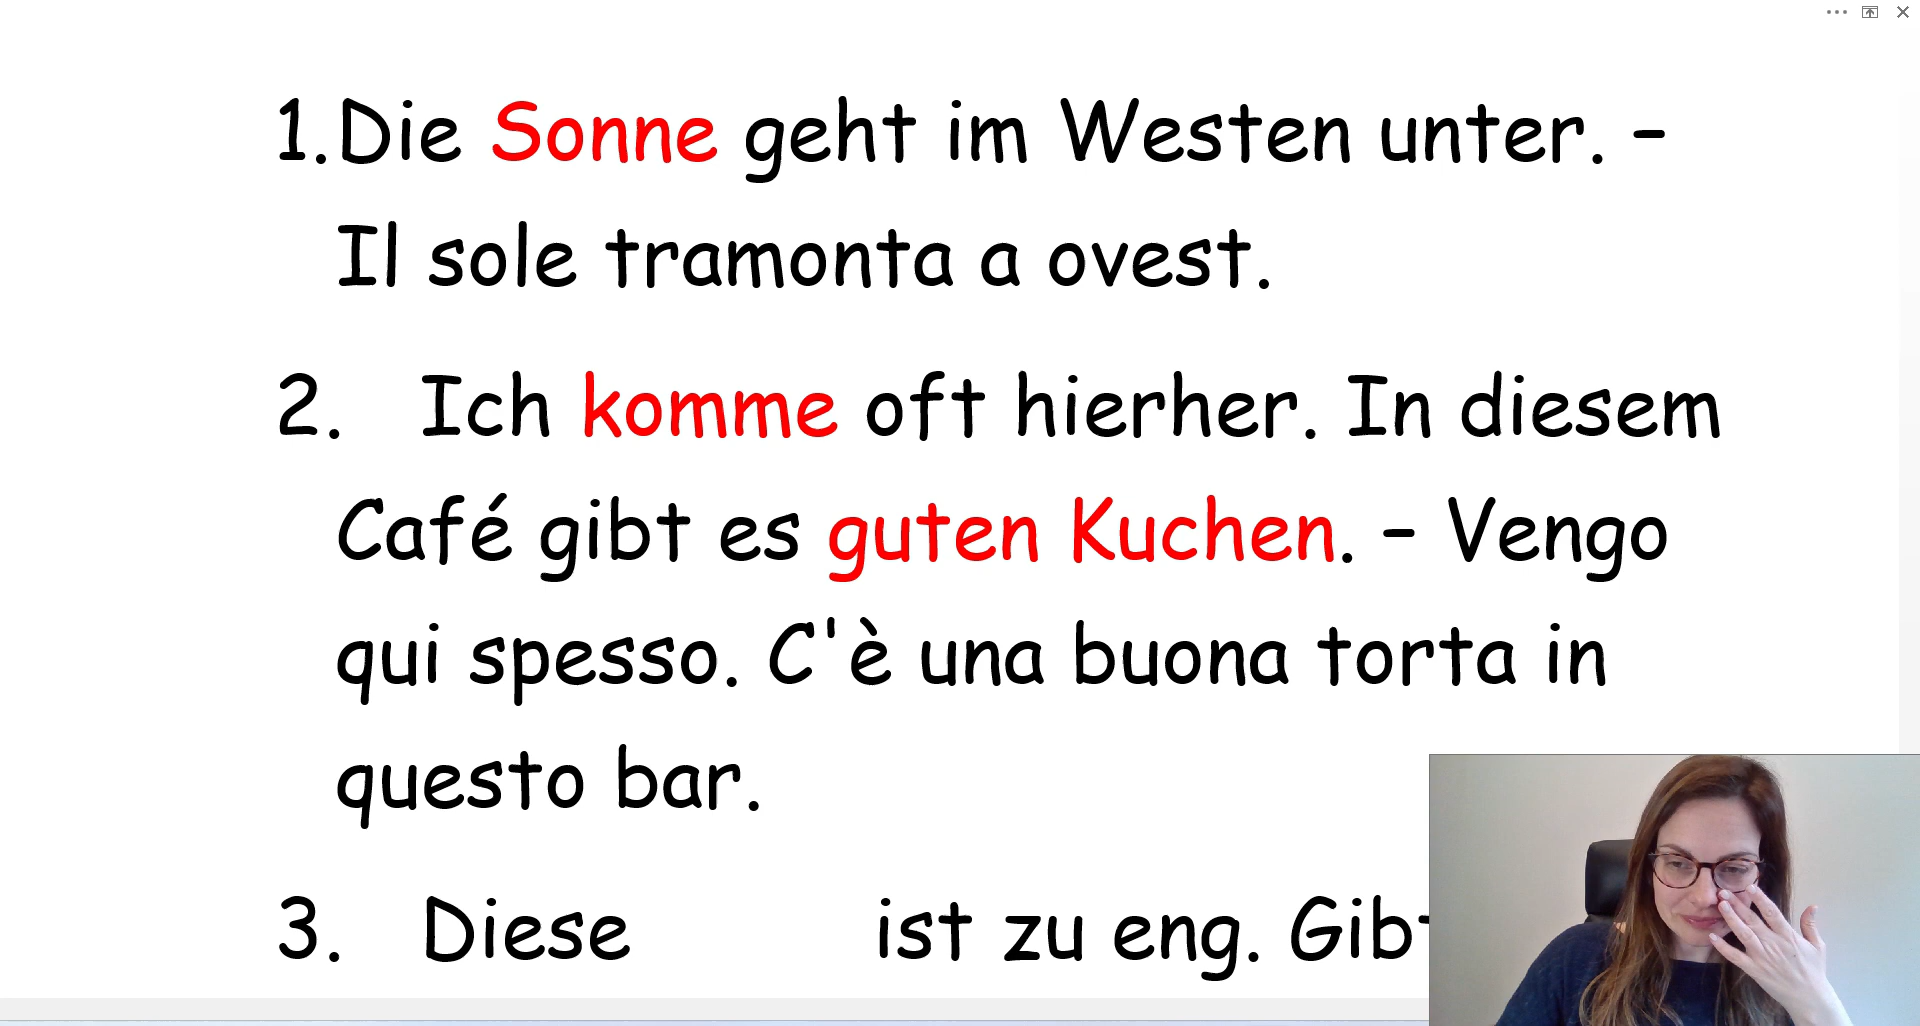 1. Die Sonne geht im Westen unter. –
Il sole tramonta a ovest.
2. Ich komme oft hierher. In diesem
Café gibt es guten Kuchen. – Vengo
qui spesso. C'è una buona torta in
questo bar.
3. Diese ist zu eng.